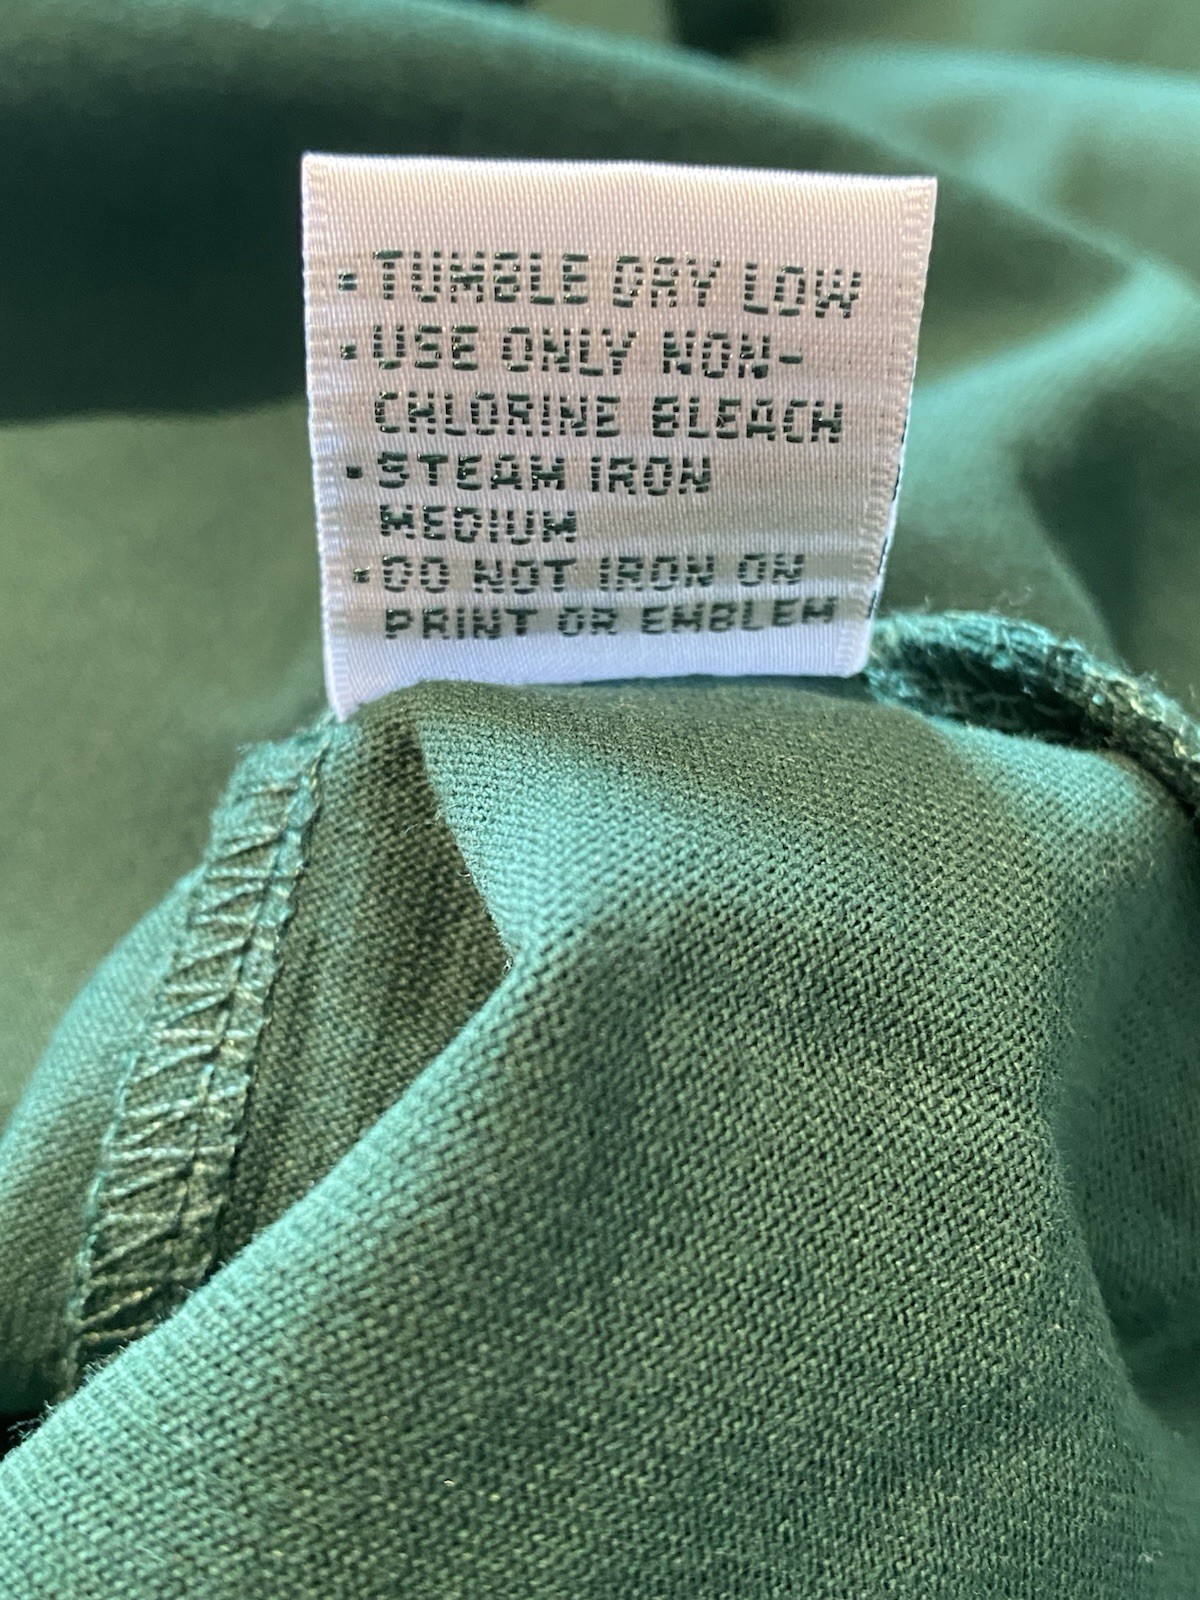 • TUMBLE DRY LOW
• USE ONLY NON-
CHLORINE BLEACH
• STEAM IRON
MEDIUM
• DO NOT IRON ON
PRINT OR EMBLEM